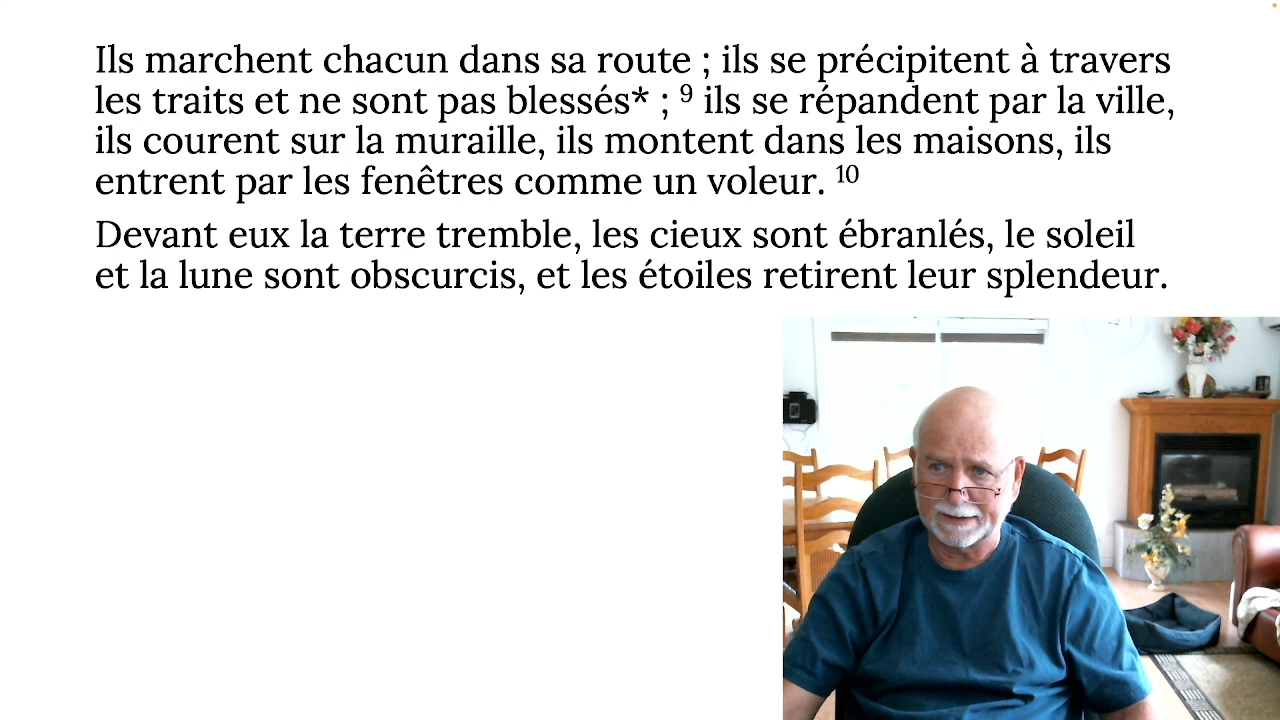 Ils marchent chacun dans sa route ; ils se précipitent à travers
les traits et ne sont pas blessés* ; ⁹ ils se répandent par la ville,
ils courent sur la muraille, ils montent dans les maisons, ils
entrent par les fenêtres comme un voleur. ¹⁰
Devant eux la terre tremble, les cieux sont ébranlés, le soleil
et la lune sont obscurcis, et les étoiles retirent leur splendeur.